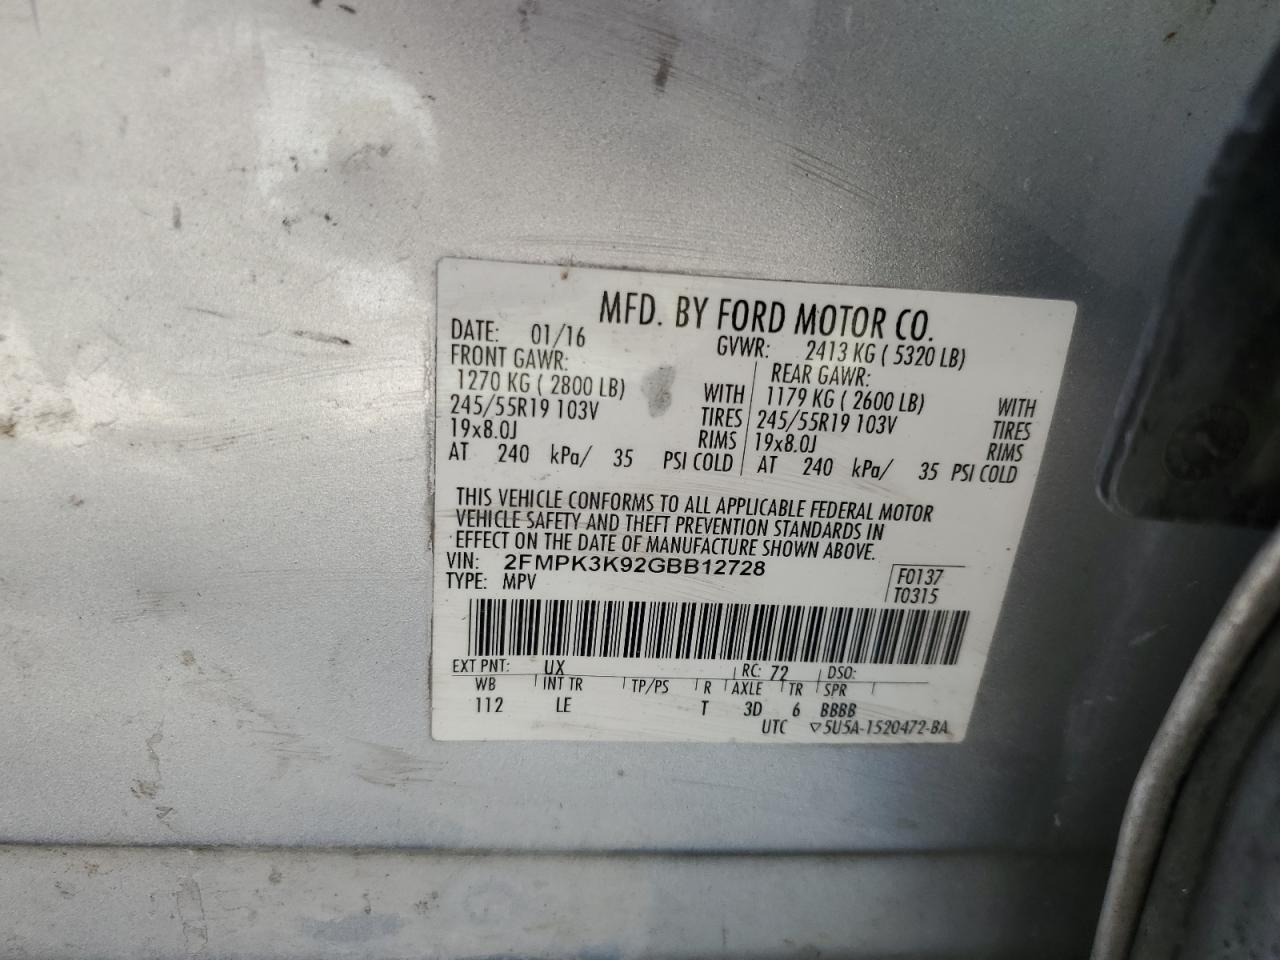 MFD. BY FORD MOTOR CO.
DATE: 01/16 GVWR: 2413 KG ( 5320 LB)
FRONT GAWR: REAR GAWR:
1270 KG ( 2800 LB) WITH 1179 KG ( 2600 LB) WITH
245/55R19 103V TIRES 245/55R19 103V TIRES
19x8.0J RIMS 19x8.0J RIMS
AT 240 kPa/ 35 PSI COLD AT 240 kPa/ 35 PSI COLD
THIS VEHICLE CONFORMS TO ALL APPLICABLE FEDERAL MOTOR
VEHICLE SAFETY AND THEFT PREVENTION STANDARDS IN
EFFECT ON THE DATE OF MANUFACTURE SHOWN ABOVE.
VIN: 2FMPK3K92GBB12728 F0137
TYPE: MPV T0315
EXT PNT: UX RC: 72 DSO:
WB INT TR TP/PS R AXLE TR SPR
112 LE T 3D 6 BBBB
UTC ▽5U5A-1520472-BA